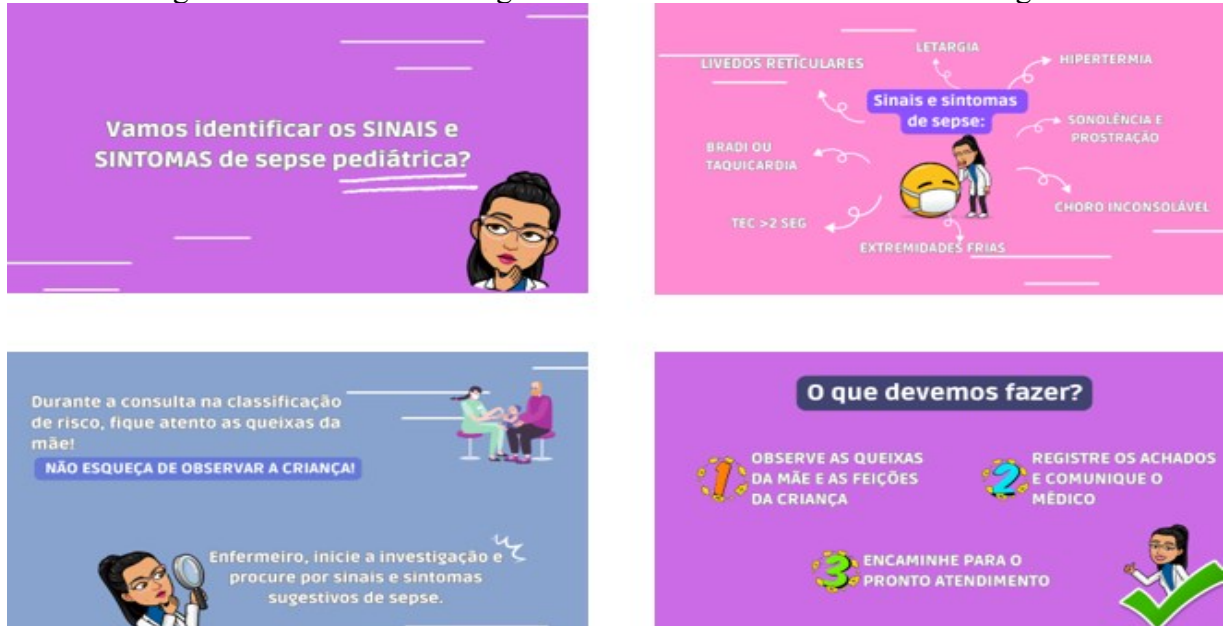 Vamos identificar os SINAIS e
SINTOMAS de sepse pediátrica?
LETARGIA
LIVEDOS RETICULARES
HIPERTERMIA
Sinais e sintomas
de sepse:
SONOLÊNCIA E
PROSTRAÇÃO
BRADI OU
TAQUICARDIA
CHORO INCONSOLÁVEL
TEC >2 SEG
EXTREMIDADES FRIAS
Durante a consulta na classificação
de risco, fique atento as queixas da
mãe!
NÃO ESQUEÇA DE OBSERVAR A CRIANÇA!
Enfermeiro, inicie a investigação e
procure por sinais e sintomas
sugestivos de sepse.
O que devemos fazer?
1 OBSERVE AS QUEIXAS
DA MÃE E AS FEIÇÕES
DA CRIANÇA
2 REGISTRE OS ACHADOS
E COMUNIQUE O
MÉDICO
3 ENCAMINHE PARA O
PRONTO ATENDIMENTO